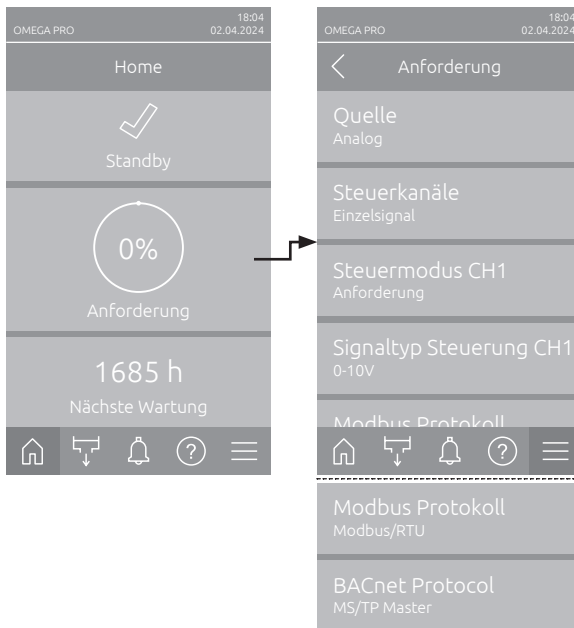 18:04
OMEGA PRO 02.04.2024
Home
Standby
0%
Anforderung
1685 h
Nächste Wartung
18:04
OMEGA PRO 02.04.2024
Anforderung
Quelle
Analog
Steuerkanäle
Einzelsignal
Steuermodus CH1
Anforderung
Signaltyp Steuerung CH1
0-10V
Modbus Protokoll
Modbus Protokoll
Modbus/RTU
BACnet Protocol
MS/TP Master